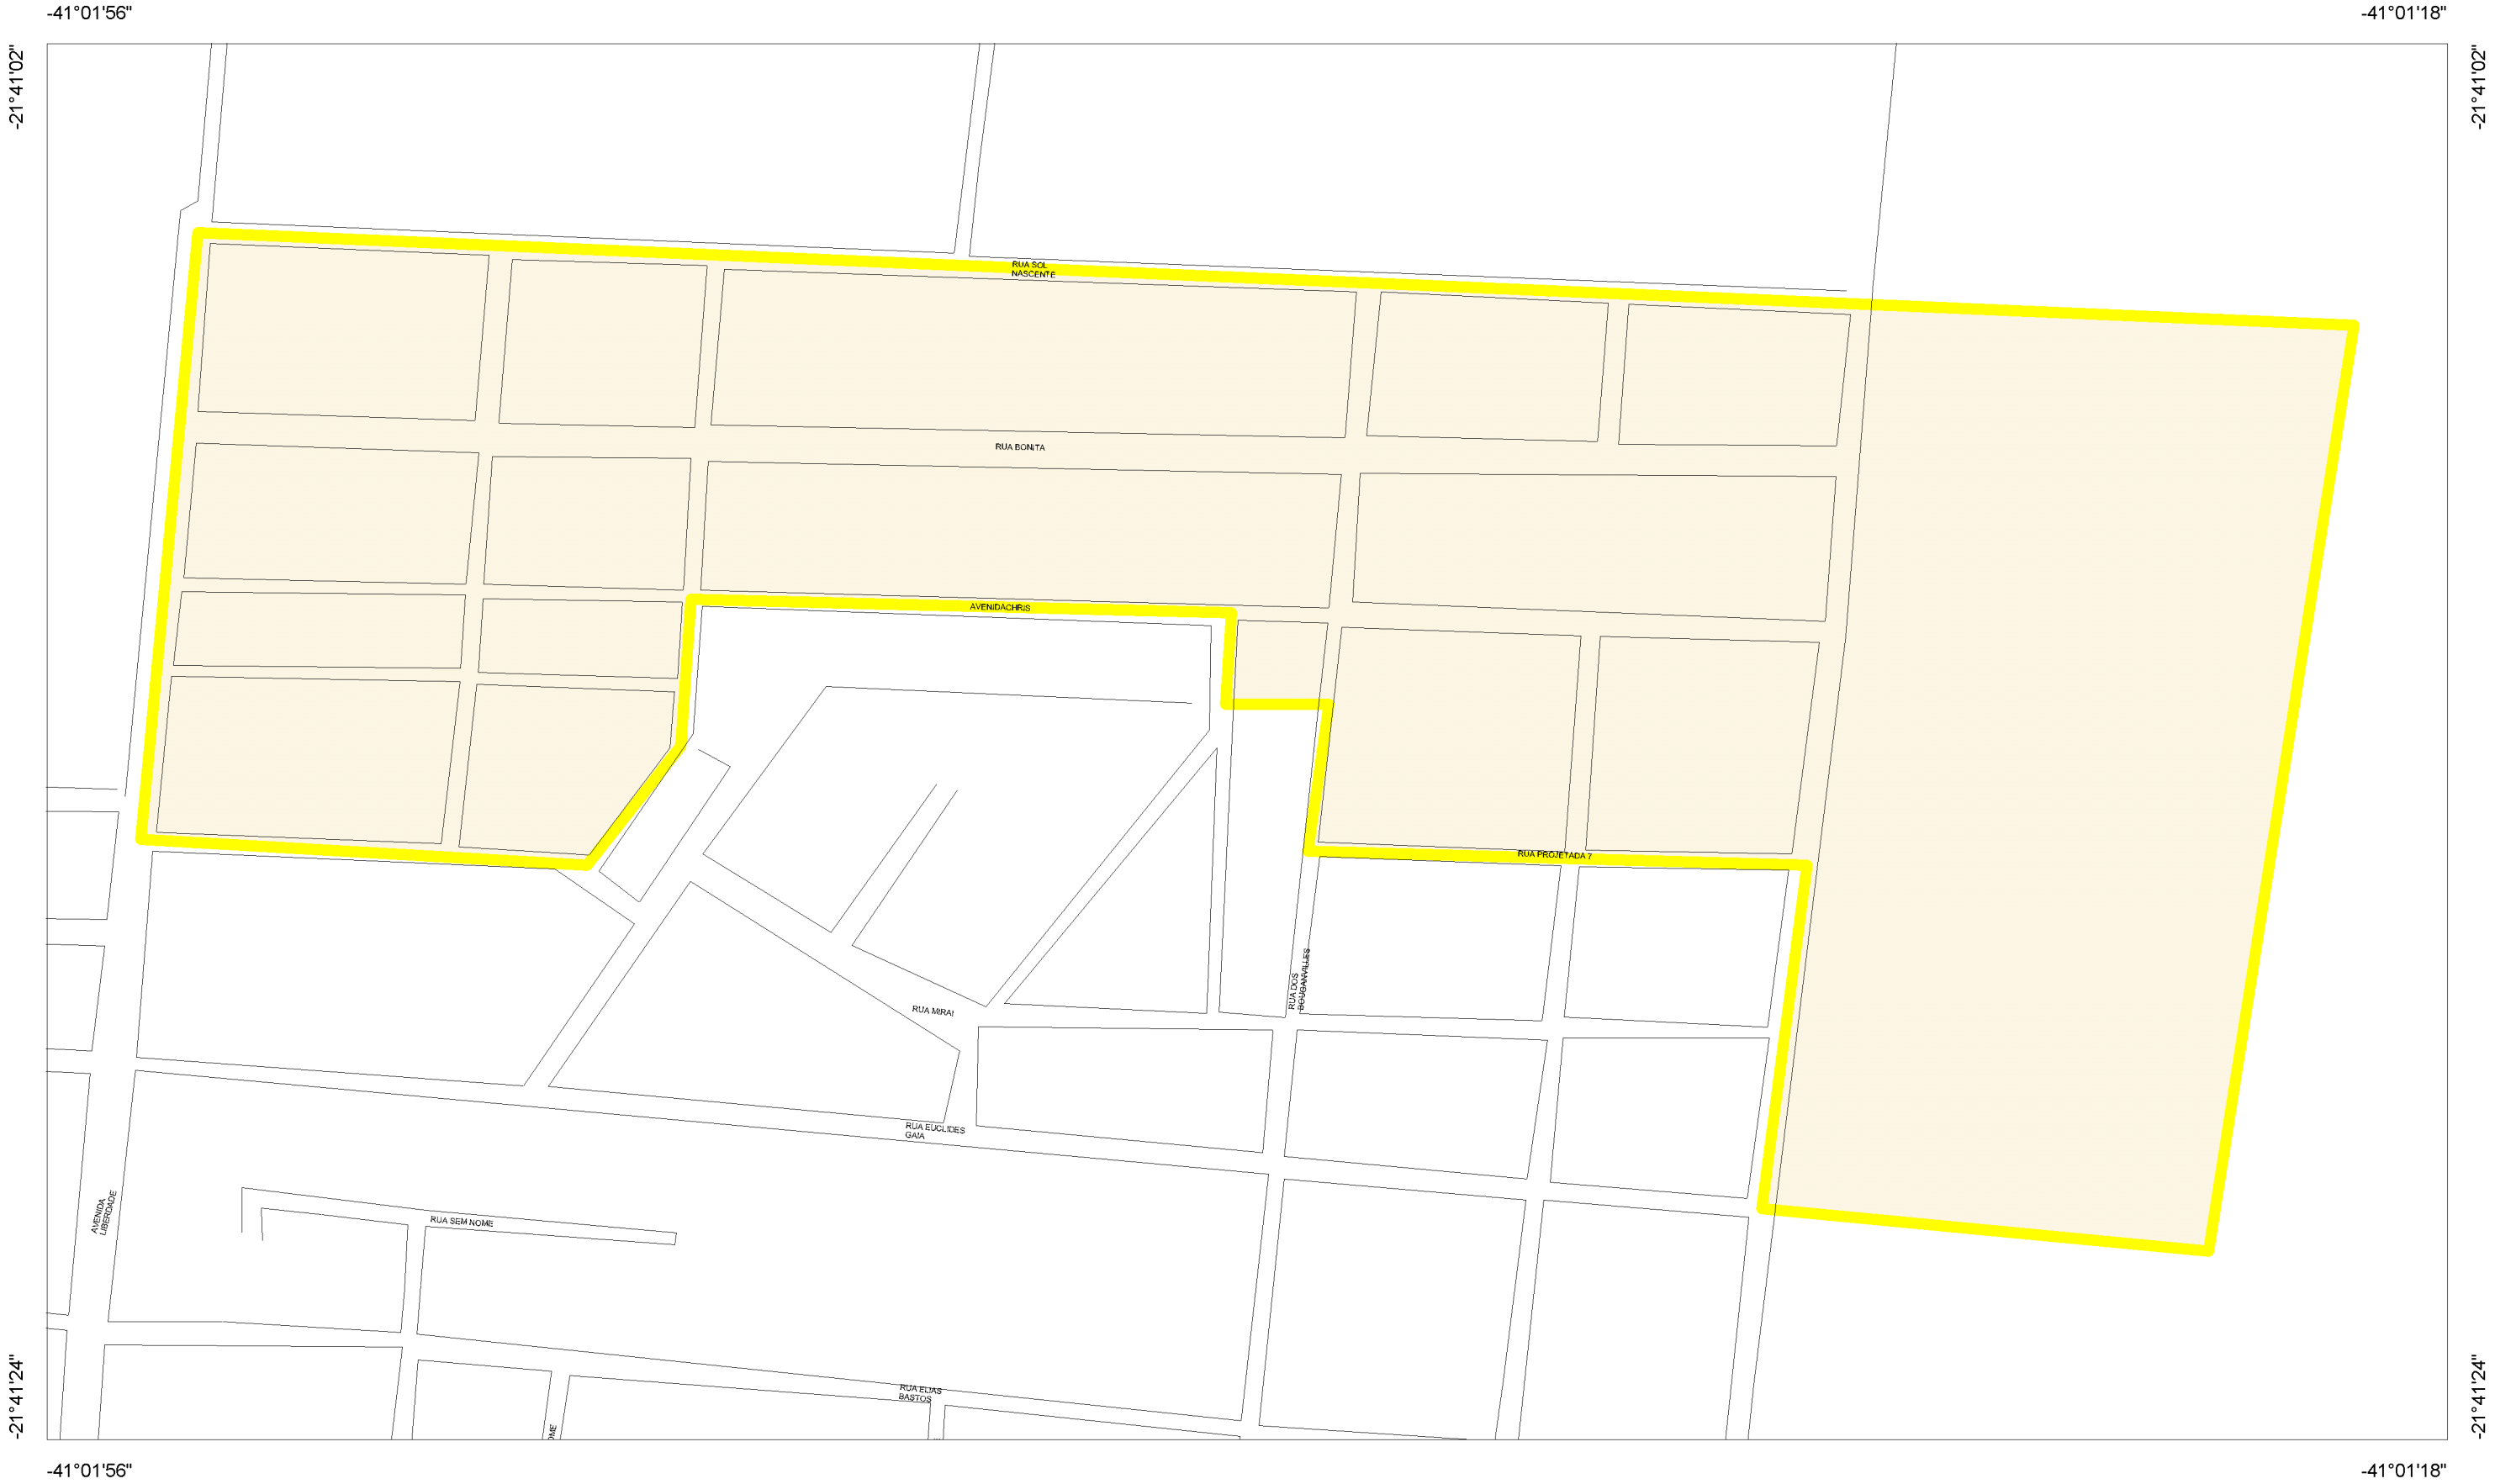 -41°01'56"
-41°01'18"
-21°41'02"
-21°41'02"
RUA SOL
NASCENTE
RUA BONITA
AVENIDACHRIS
RUA PROJETADA 7
RUA DOS
BOUGANVILLES
RUA MIRAI
RUA EUCLIDES
GAIA
AVENIDA
LIBERDADE
RUA SEM NOME
RUA ELIAS
BASTOS
-21°41'24"
-21°41'24"
-41°01'56"
-41°01'18"